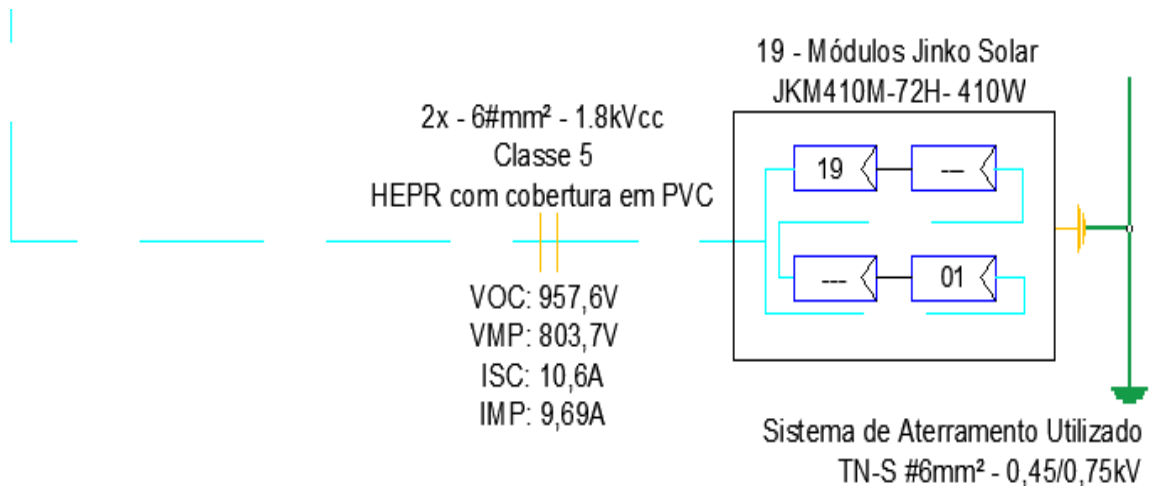 19 - Módulos Jinko Solar
JKM410M-72H- 410W
2x - 6#mm² - 1.8kVcc
Classe 5
HEPR com cobertura em PVC
19
---
---
01
VOC: 957,6V
VMP: 803,7V
ISC: 10,6A
IMP: 9,69A
Sistema de Aterramento Utilizado
TN-S #6mm² - 0,45/0,75kV